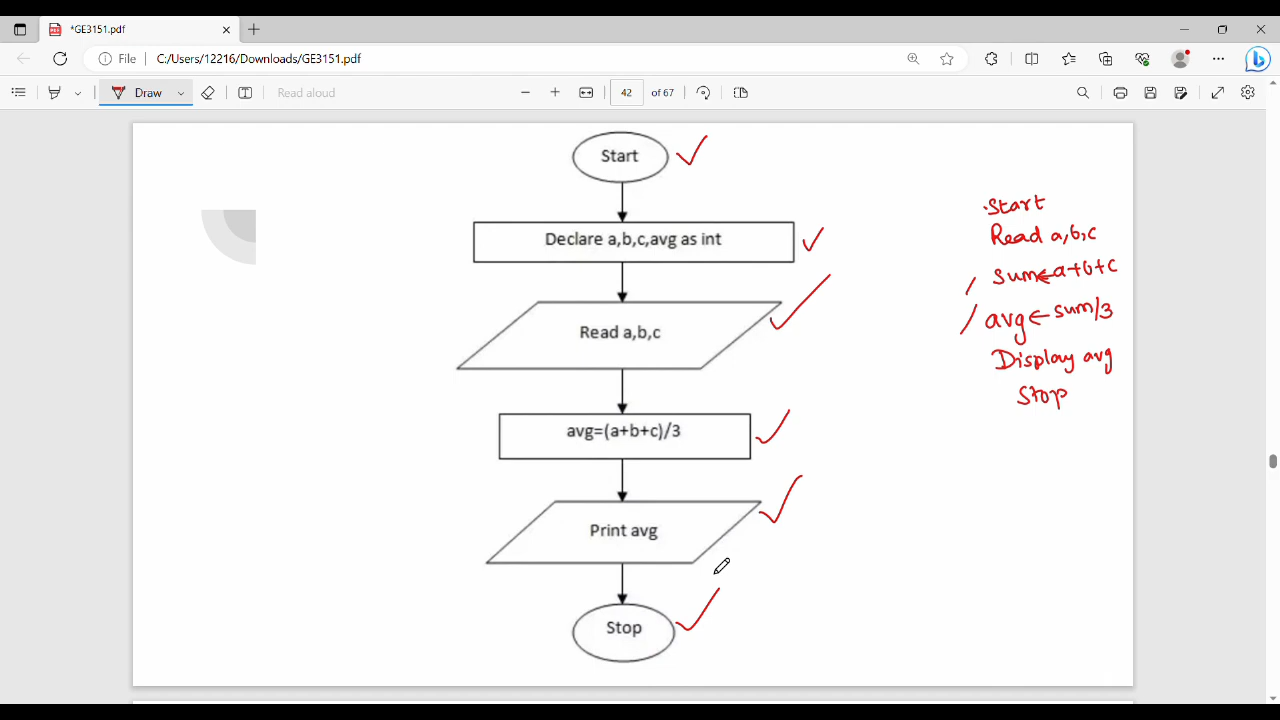 *GE3151.pdf
File C:/Users/12216/Downloads/GE3151.pdf
Draw Read aloud 42 of 67
Start
Declare a,b,c,avg as int
Read a,b,c
avg=(a+b+c)/3
Print avg
Stop
Start
Read a,b,c
Sum←a+b+c
avg←sum/3
Display avg
Stop